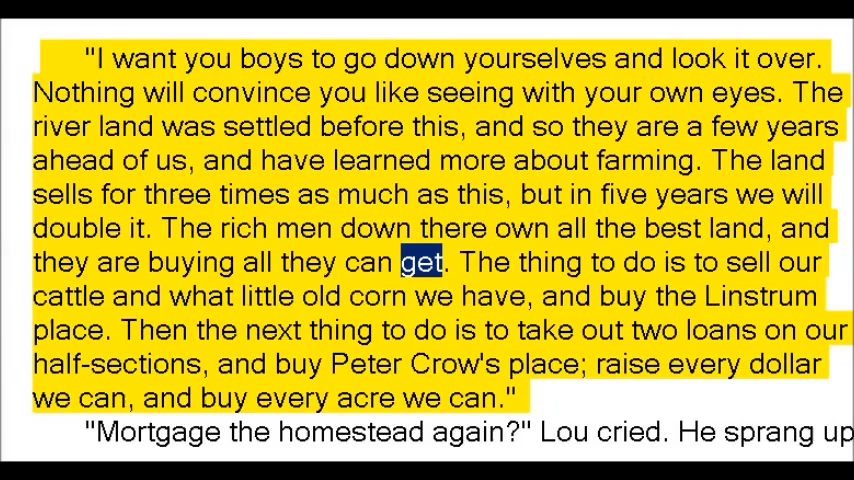 "I want you boys to go down yourselves and look it over.
Nothing will convince you like seeing with your own eyes. The
river land was settled before this, and so they are a few years
ahead of us, and have learned more about farming. The land
sells for three times as much as this, but in five years we will
double it. The rich men down there own all the best land, and
they are buying all they can get. The thing to do is to sell our
cattle and what little old corn we have, and buy the Linstrum
place. Then the next thing to do is to take out two loans on our
half-sections, and buy Peter Crow's place; raise every dollar
we can, and buy every acre we can."
"Mortgage the homestead again?" Lou cried. He sprang up